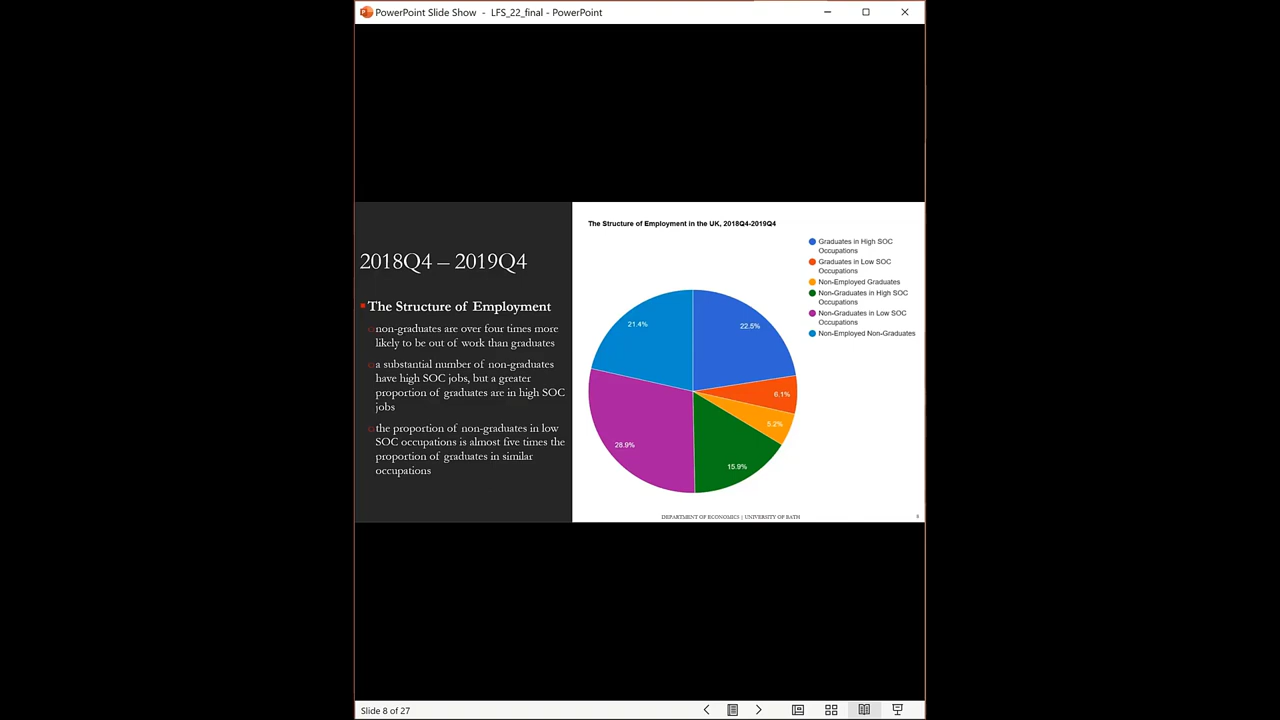 PowerPoint Slide Show - LFS_22_final - PowerPoint
2018Q4 – 2019Q4
The Structure of Employment
non-graduates are over four times more
likely to be out of work than graduates
a substantial number of non-graduates
have high SOC jobs, but a greater
proportion of graduates are in high SOC
jobs
the proportion of non-graduates in low
SOC occupations is almost five times the
proportion of graduates in similar
occupations
The Structure of Employment in the UK, 2018Q4-2019Q4
Graduates in High SOC
Occupations
Graduates in Low SOC
Occupations
Non-Employed Graduates
Non-Graduates in High SOC
Occupations
Non-Graduates in Low SOC
Occupations
Non-Employed Non-Graduates
21.4%
22.5%
6.1%
5.2%
28.9%
15.9%
DEPARTMENT OF ECONOMICS | UNIVERSITY OF BATH
8
Slide 8 of 27